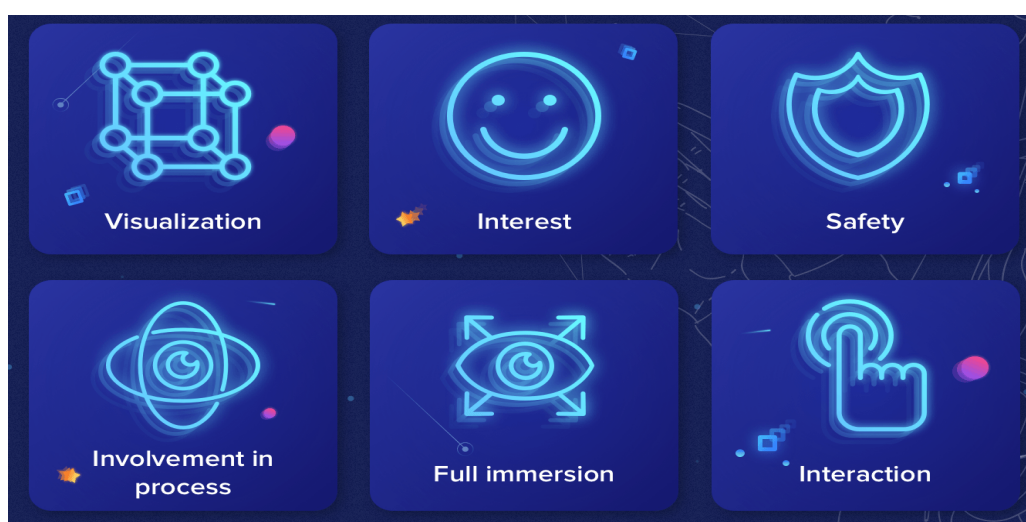 Visualization
Interest
Safety
Involvement in
process
Full immersion
Interaction